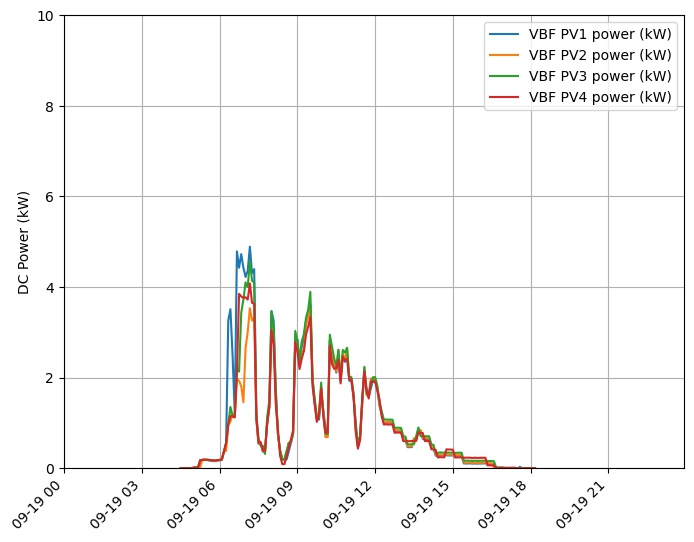 10
8
6
4
2
0
DC Power (kW)
VBF PV1 power (kW)
VBF PV2 power (kW)
VBF PV3 power (kW)
VBF PV4 power (kW)
09-19 00
09-19 03
09-19 06
09-19 09
09-19 12
09-19 15
09-19 18
09-19 21